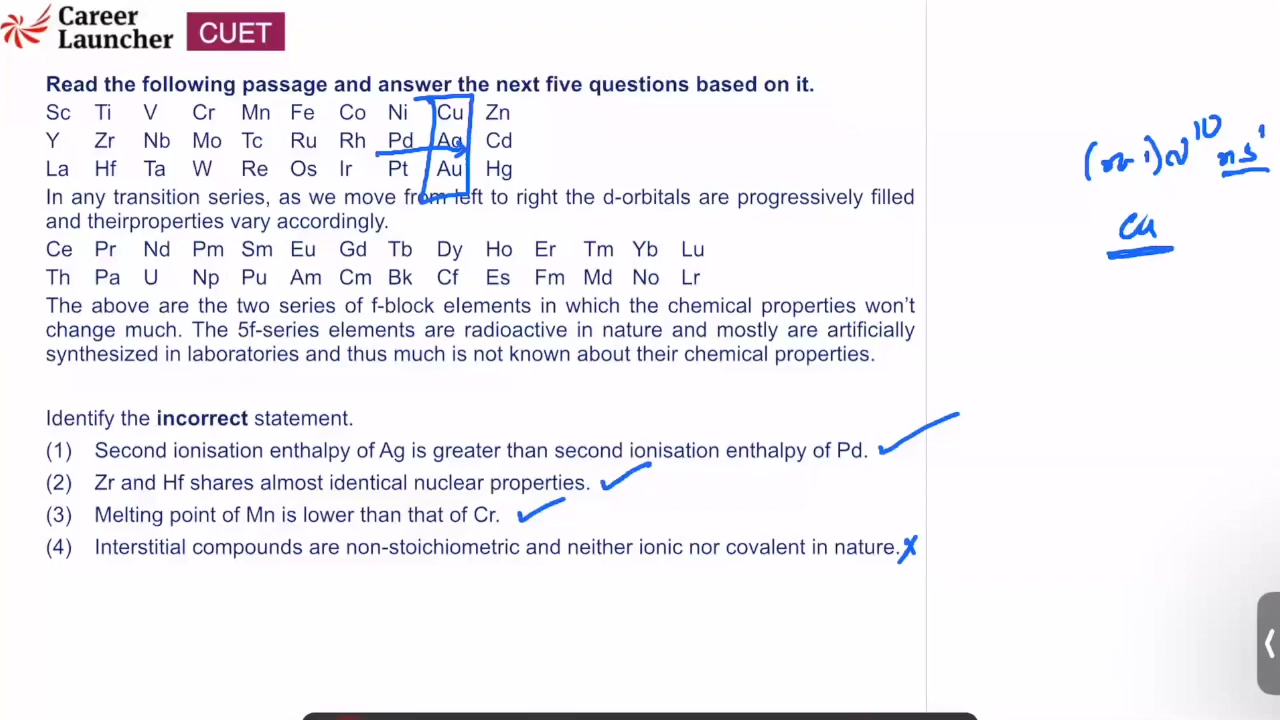 Career
Launcher
CUET
Read the following passage and answer the next five questions based on it.
Sc Ti V Cr Mn Fe Co Ni Cu Zn
Y Zr Nb Mo Tc Ru Rh Pd Ag Cd
La Hf Ta W Re Os Ir Pt Au Hg
In any transition series, as we move from left to right the d-orbitals are progressively filled
and theirproperties vary accordingly.
Ce Pr Nd Pm Sm Eu Gd Tb Dy Ho Er Tm Yb Lu
Th Pa U Np Pu Am Cm Bk Cf Es Fm Md No Lr
The above are the two series of f-block elements in which the chemical properties won't
change much. The 5f-series elements are radioactive in nature and mostly are artificially
synthesized in laboratories and thus much is not known about their chemical properties.
Identify the incorrect statement.
(1) Second ionisation enthalpy of Ag is greater than second ionisation enthalpy of Pd.
(2) Zr and Hf shares almost identical nuclear properties.
(3) Melting point of Mn is lower than that of Cr.
(4) Interstitial compounds are non-stoichiometric and neither ionic nor covalent in nature.
(n-1)d10 ns1
Cu